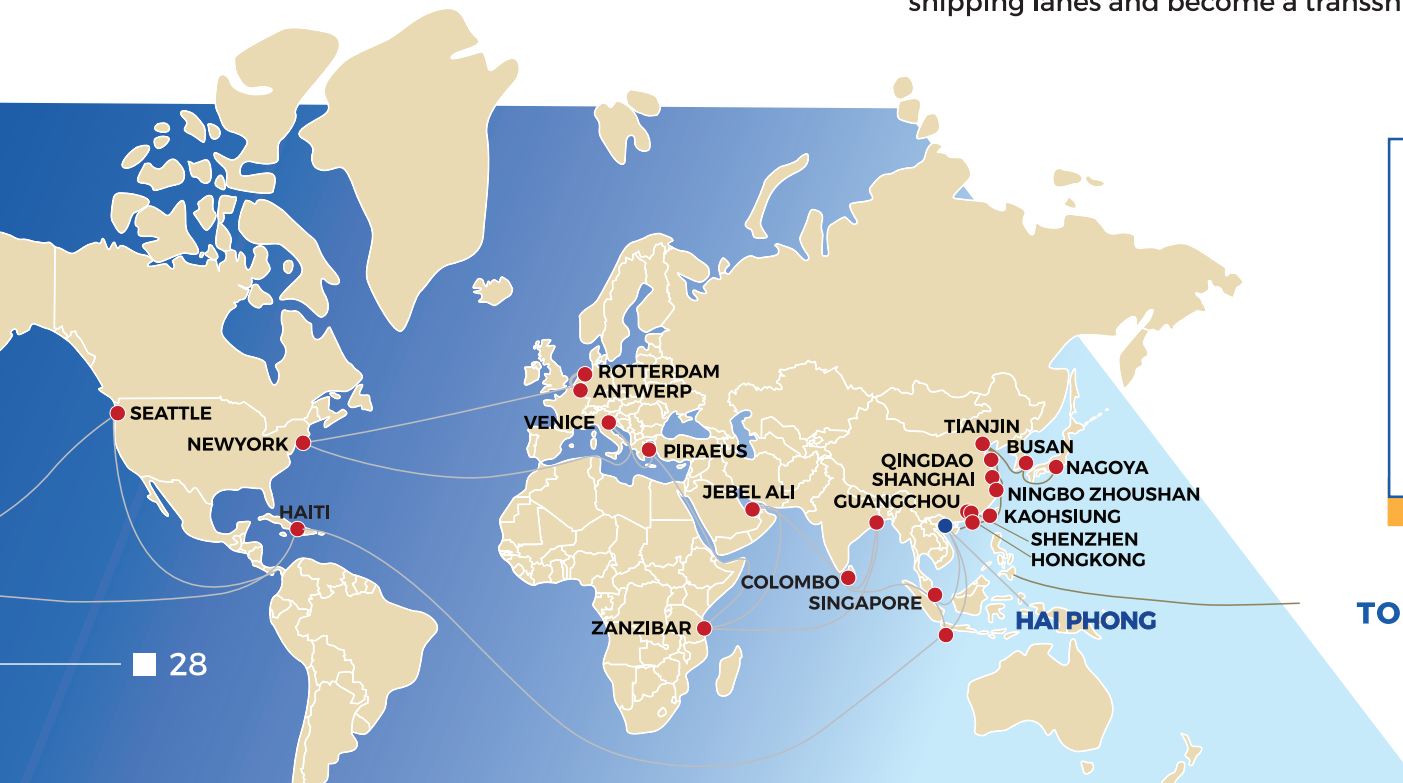 shipping lanes and become a transsh
ROTTERDAM
ANTWERP
SEATTLE
VENICE
NEWYORK
PIRAEUS
TIANJIN
BUSAN
QINGDAO
NAGOYA
SHANGHAI
JEBEL ALI
NINGBO ZHOUSHAN
GUANGCHOU
HAITI
KAOHSIUNG
SHENZHEN
HONGKONG
COLOMBO
SINGAPORE
TO
HAI PHONG
ZANZIBAR
28